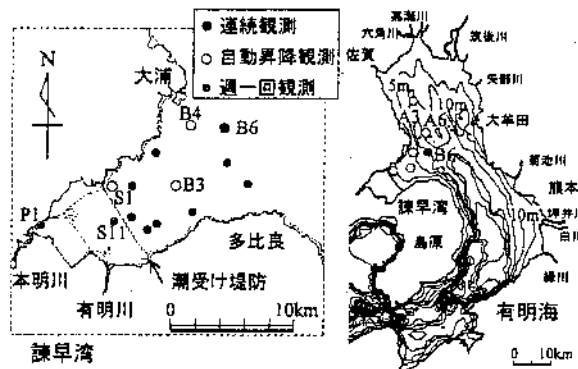 連続観測
自動昇降観測
週一回観測
N
大浦
B4
B6
S1
B3
P1
S11
多比良
本明川
有明川
潮受け堤防
0
10km
諫早湾
嘉瀬川
六角川
筑後川
佐賀
矢部川
5m
10m
A3
A6
大牟田
B6
菊池川
熊本
諫早湾
10m
坪井川
白川
島原
緑川
有明海
0
10km